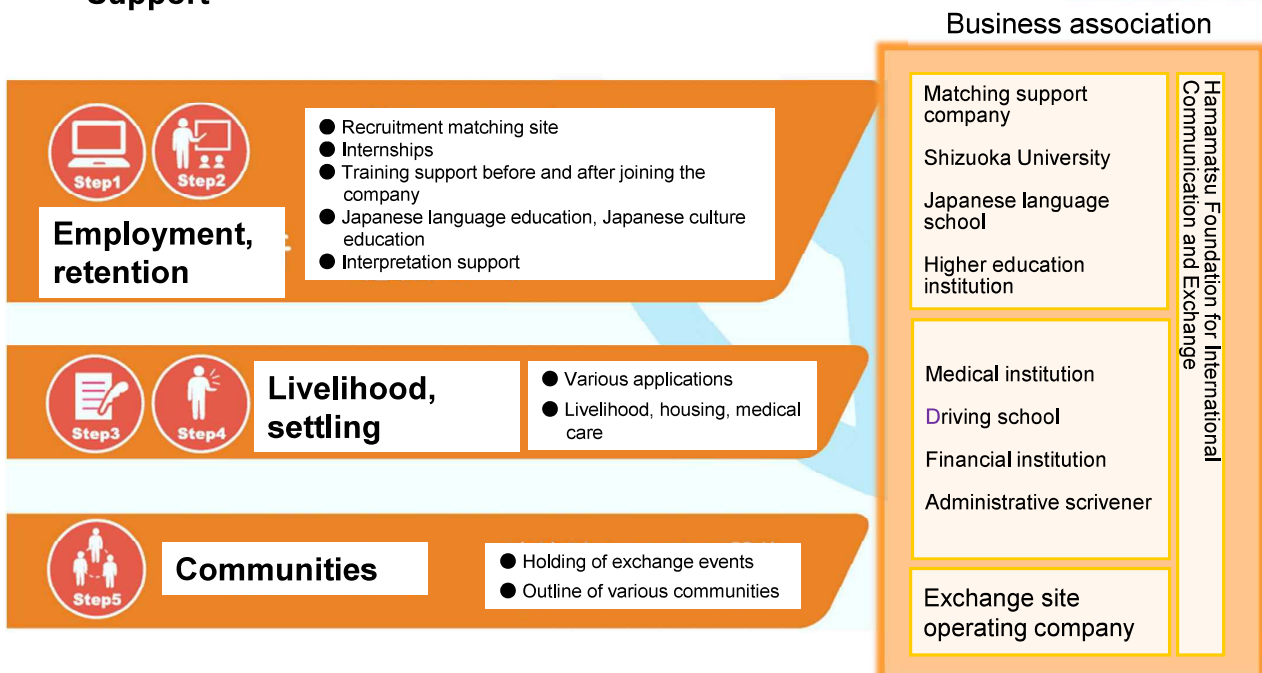 Support
Business association
Step1
Step2
Employment,
retention
● Recruitment matching site
● Internships
● Training support before and after joining the
company
● Japanese language education, Japanese culture
education
● Interpretation support
Matching support
company
Shizuoka University
Japanese language
school
Higher education
institution
Hamamatsu Foundation for International
Communication and Exchange
Step3
Step4
Livelihood,
settling
● Various applications
● Livelihood, housing, medical
care
Medical institution
Driving school
Financial institution
Administrative scrivener
Step5
Communities
● Holding of exchange events
● Outline of various communities
Exchange site
operating company